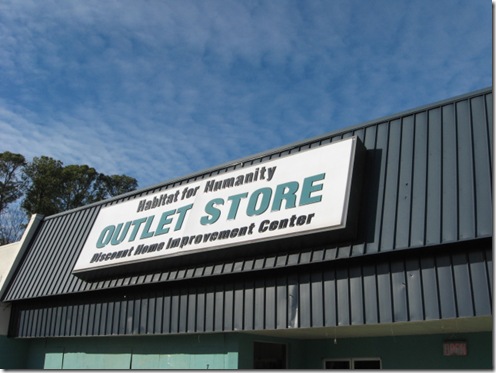 Habitat for Humanity
OUTLET STORE
Discount Home Improvement Center